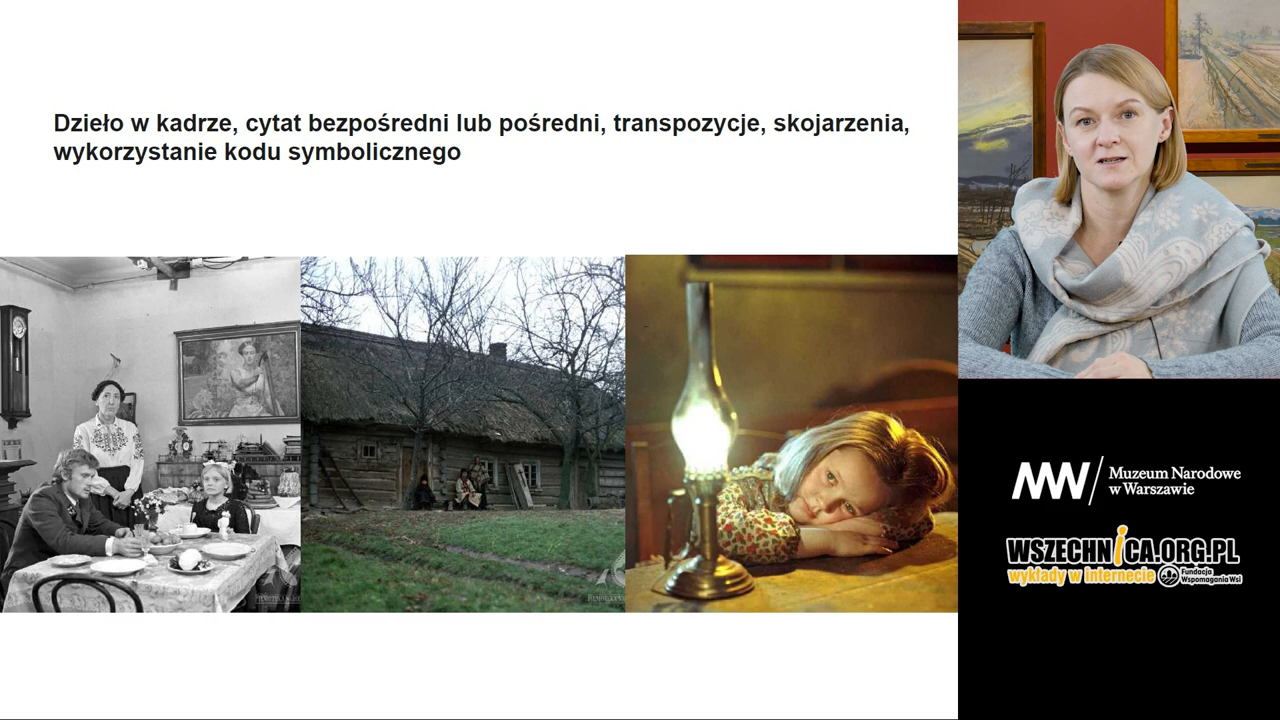 Dzieło w kadrze, cytat bezpośredni lub pośredni, transpozycje, skojarzenia,
wykorzystanie kodu symbolicznego
Muzeum Narodowe
w Warszawie
WSZECHNICA.ORG.PL
wykłady w internecie
Fundacja
Wspomagania Wsi